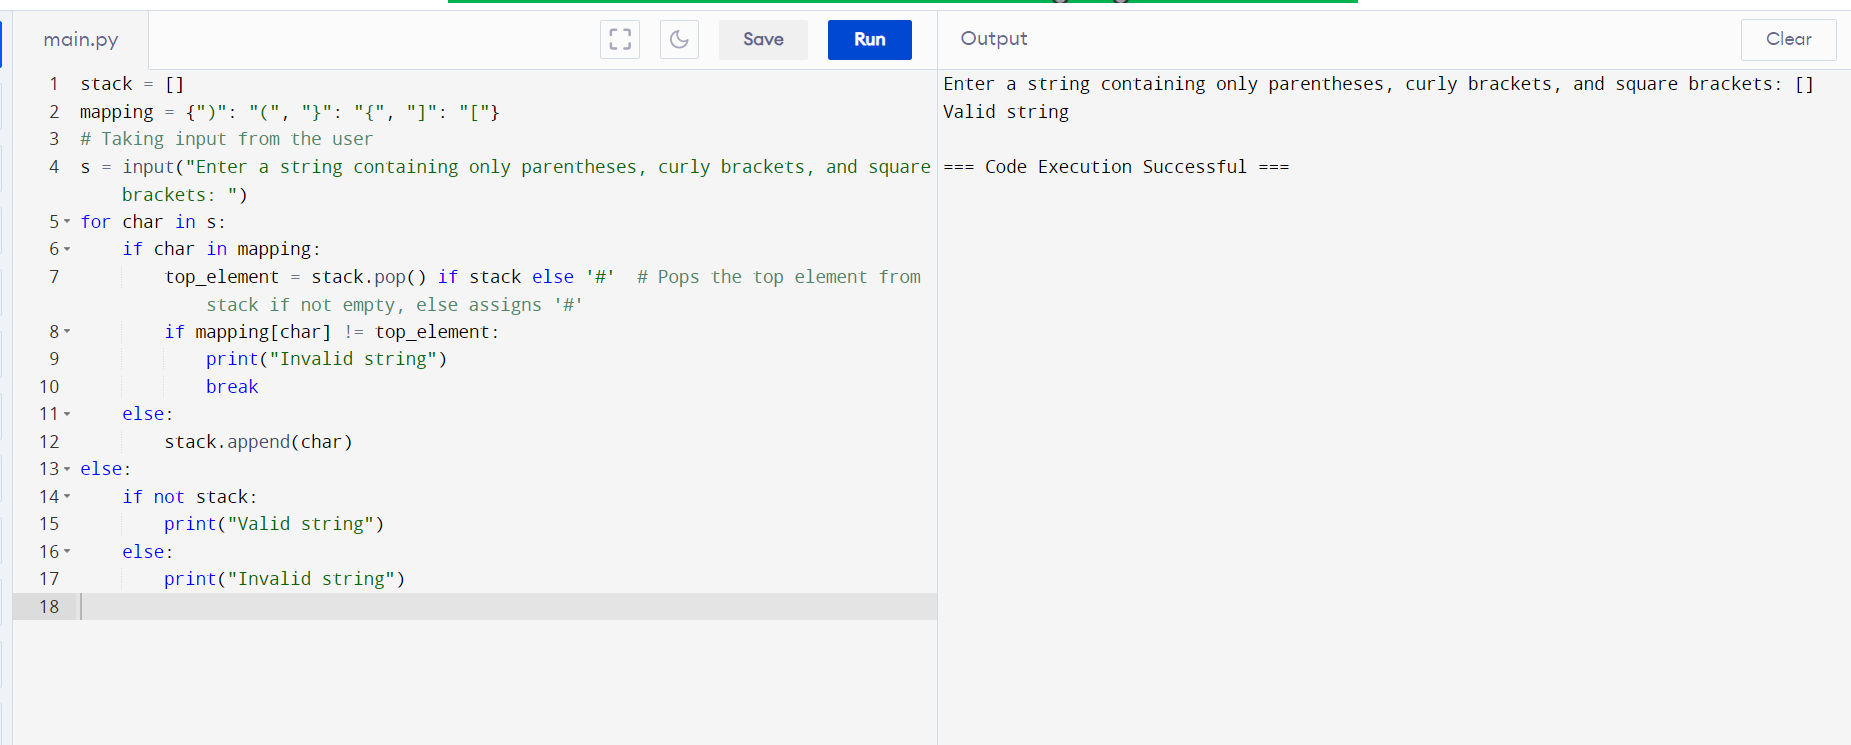 main.py
Save
Run
Output
Clear
1 stack = []
2 mapping = {")": "(", "}": "{", "]": "["}
3 # Taking input from the user
4 s = input("Enter a string containing only parentheses, curly brackets, and square
brackets: ")
5 for char in s:
6     if char in mapping:
7         top_element = stack.pop() if stack else '#'  # Pops the top element from
stack if not empty, else assigns '#'
8         if mapping[char] != top_element:
9             print("Invalid string")
10             break
11     else:
12         stack.append(char)
13 else:
14     if not stack:
15         print("Valid string")
16     else:
17         print("Invalid string")
18
Enter a string containing only parentheses, curly brackets, and square brackets: []
Valid string
=== Code Execution Successful ===